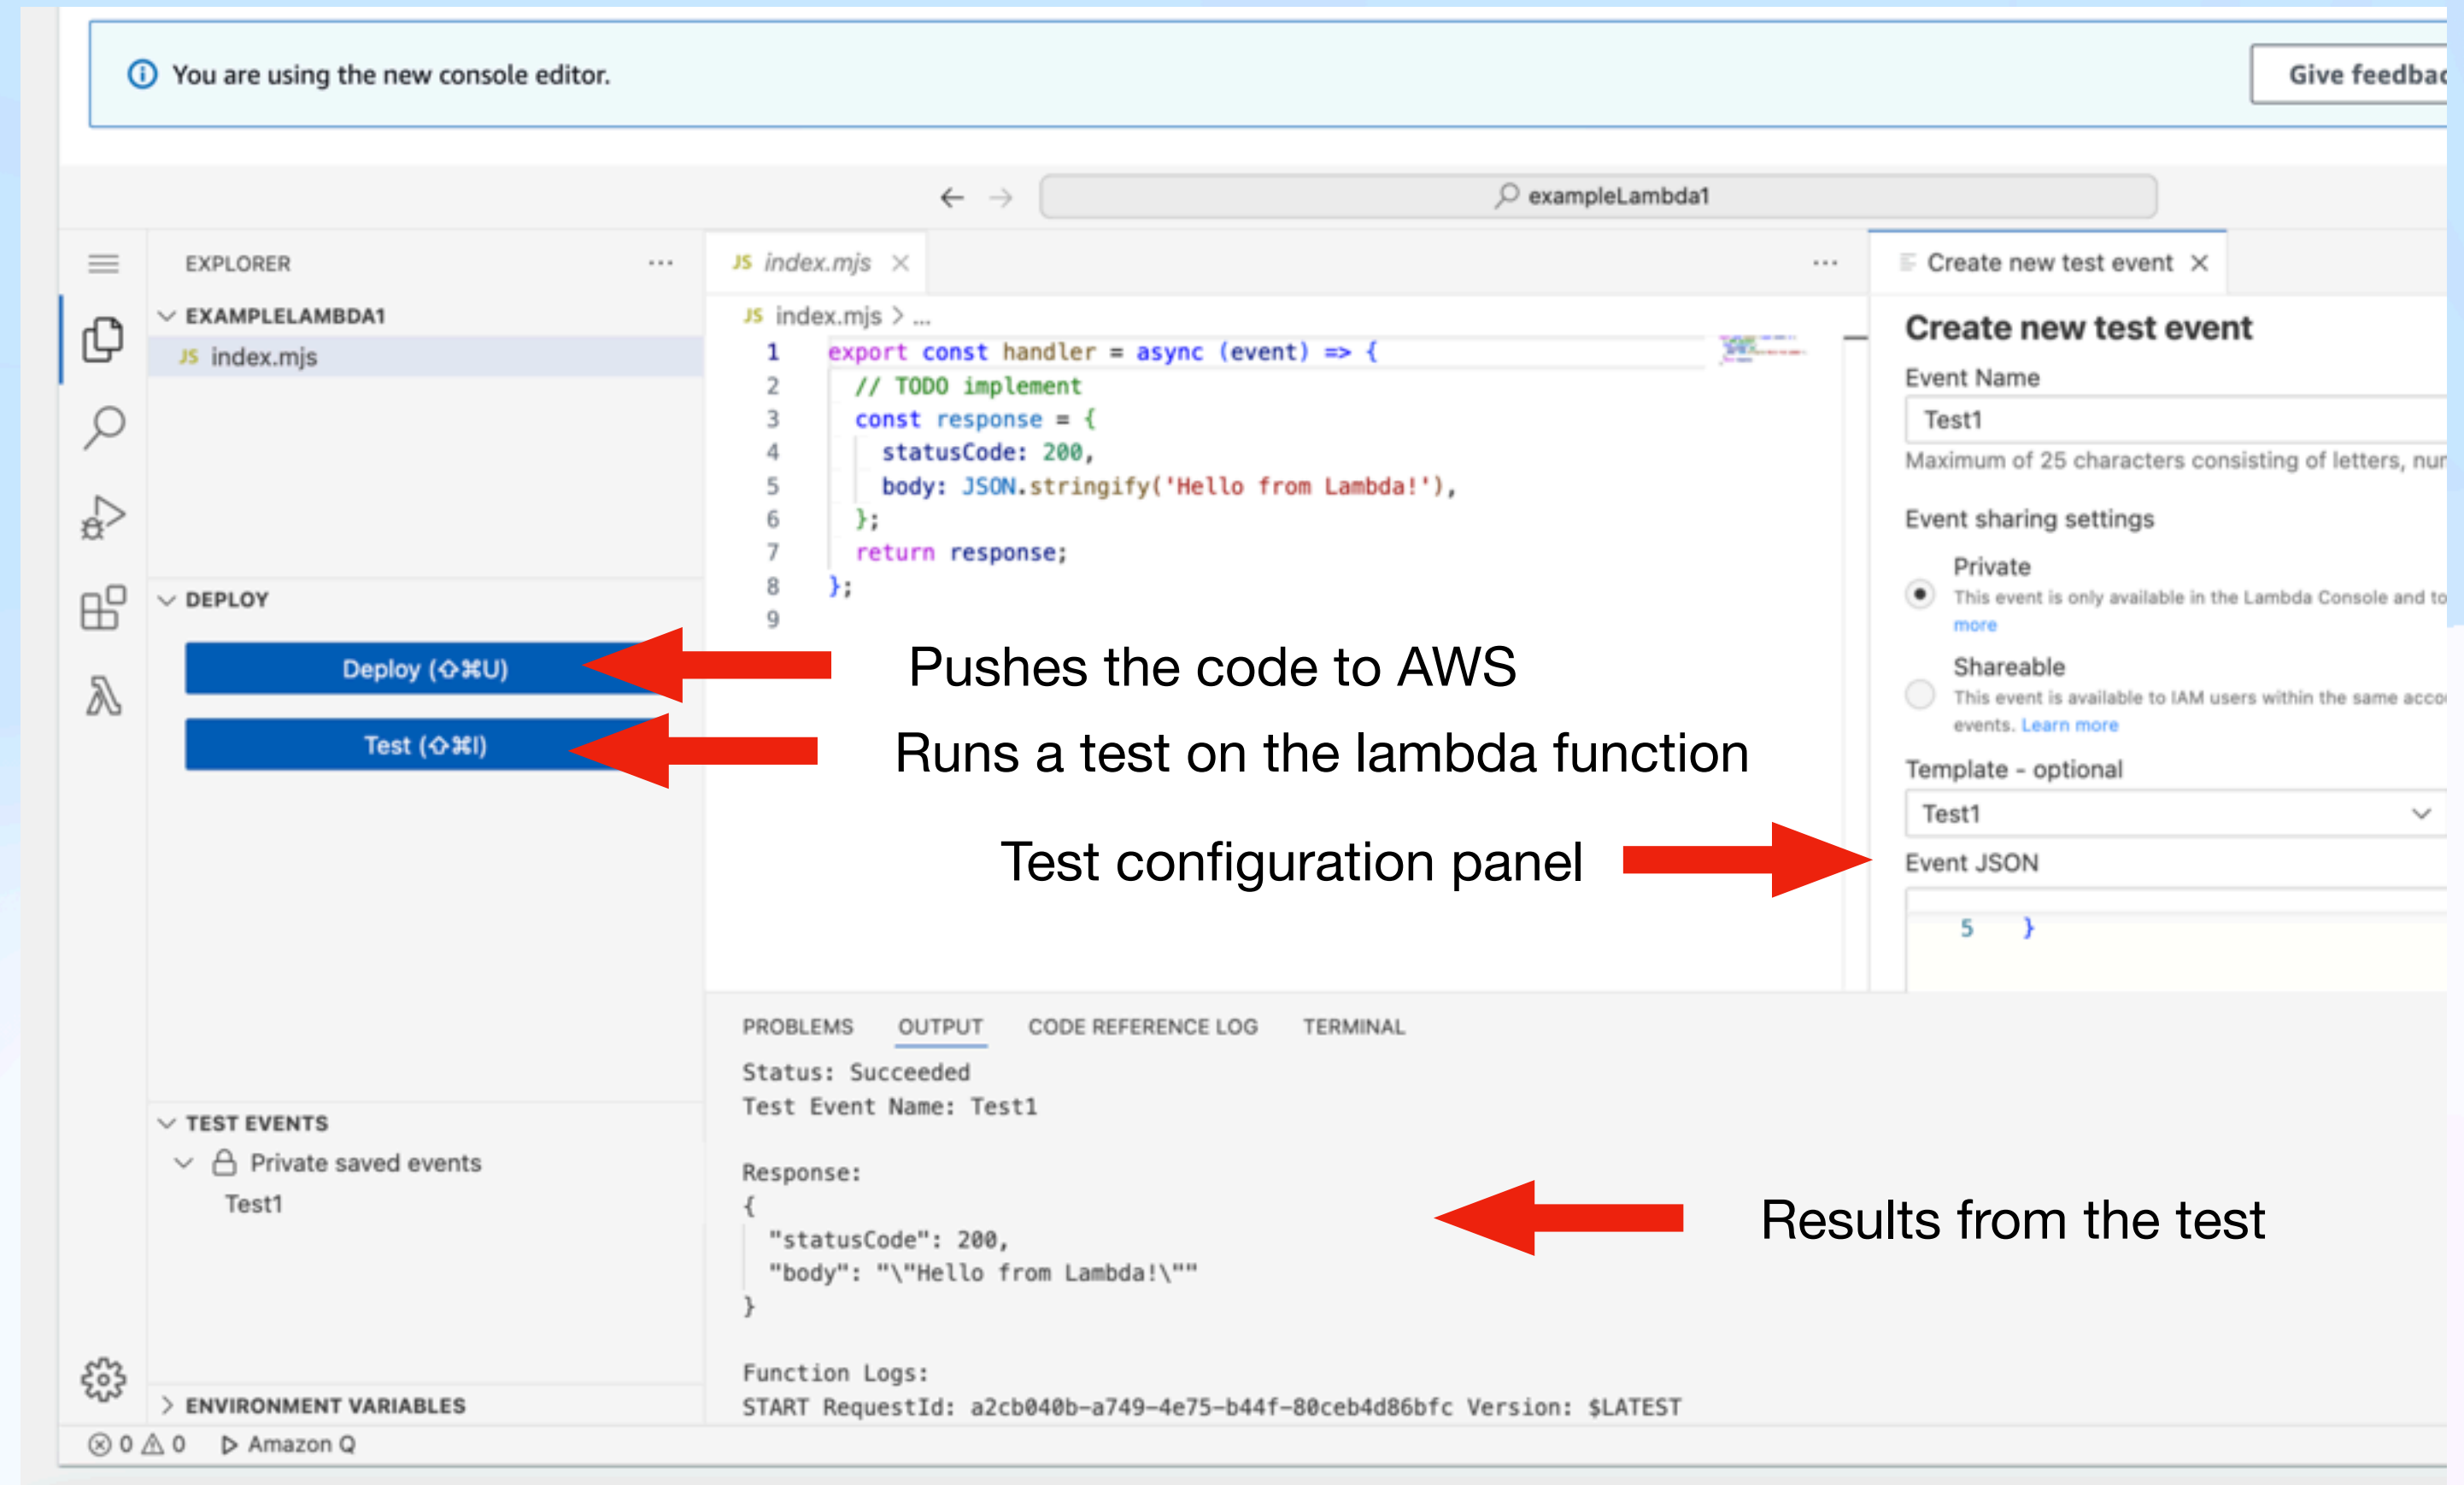 You are using the new console editor.
Give feedbac
exampleLambda1
EXPLORER
EXAMPLELAMBDA1
JS index.mjs
DEPLOY
Deploy (⇧⌘U)
Test (⇧⌘I)
TEST EVENTS
Private saved events
Test1
ENVIRONMENT VARIABLES
0 0 Amazon Q
JS index.mjs
JS index.mjs > ...
1 export const handler = async (event) => {
2 // TODO implement
3 const response = {
4 statusCode: 200,
5 body: JSON.stringify('Hello from Lambda!'),
6 };
7 return response;
8 };
9
Pushes the code to AWS
Runs a test on the lambda function
Test configuration panel
Create new test event
Create new test event
Event Name
Test1
Maximum of 25 characters consisting of letters, num
Event sharing settings
Private
This event is only available in the Lambda Console and to
more
Shareable
This event is available to IAM users within the same acco
events. Learn more
Template - optional
Test1
Event JSON
5 }
PROBLEMS OUTPUT CODE REFERENCE LOG TERMINAL
Status: Succeeded
Test Event Name: Test1
Response:
{
"statusCode": 200,
"body": "\"Hello from Lambda!\""
}
Results from the test
Function Logs:
START RequestId: a2cb040b-a749-4e75-b44f-80ceb4d86bfc Version: $LATEST